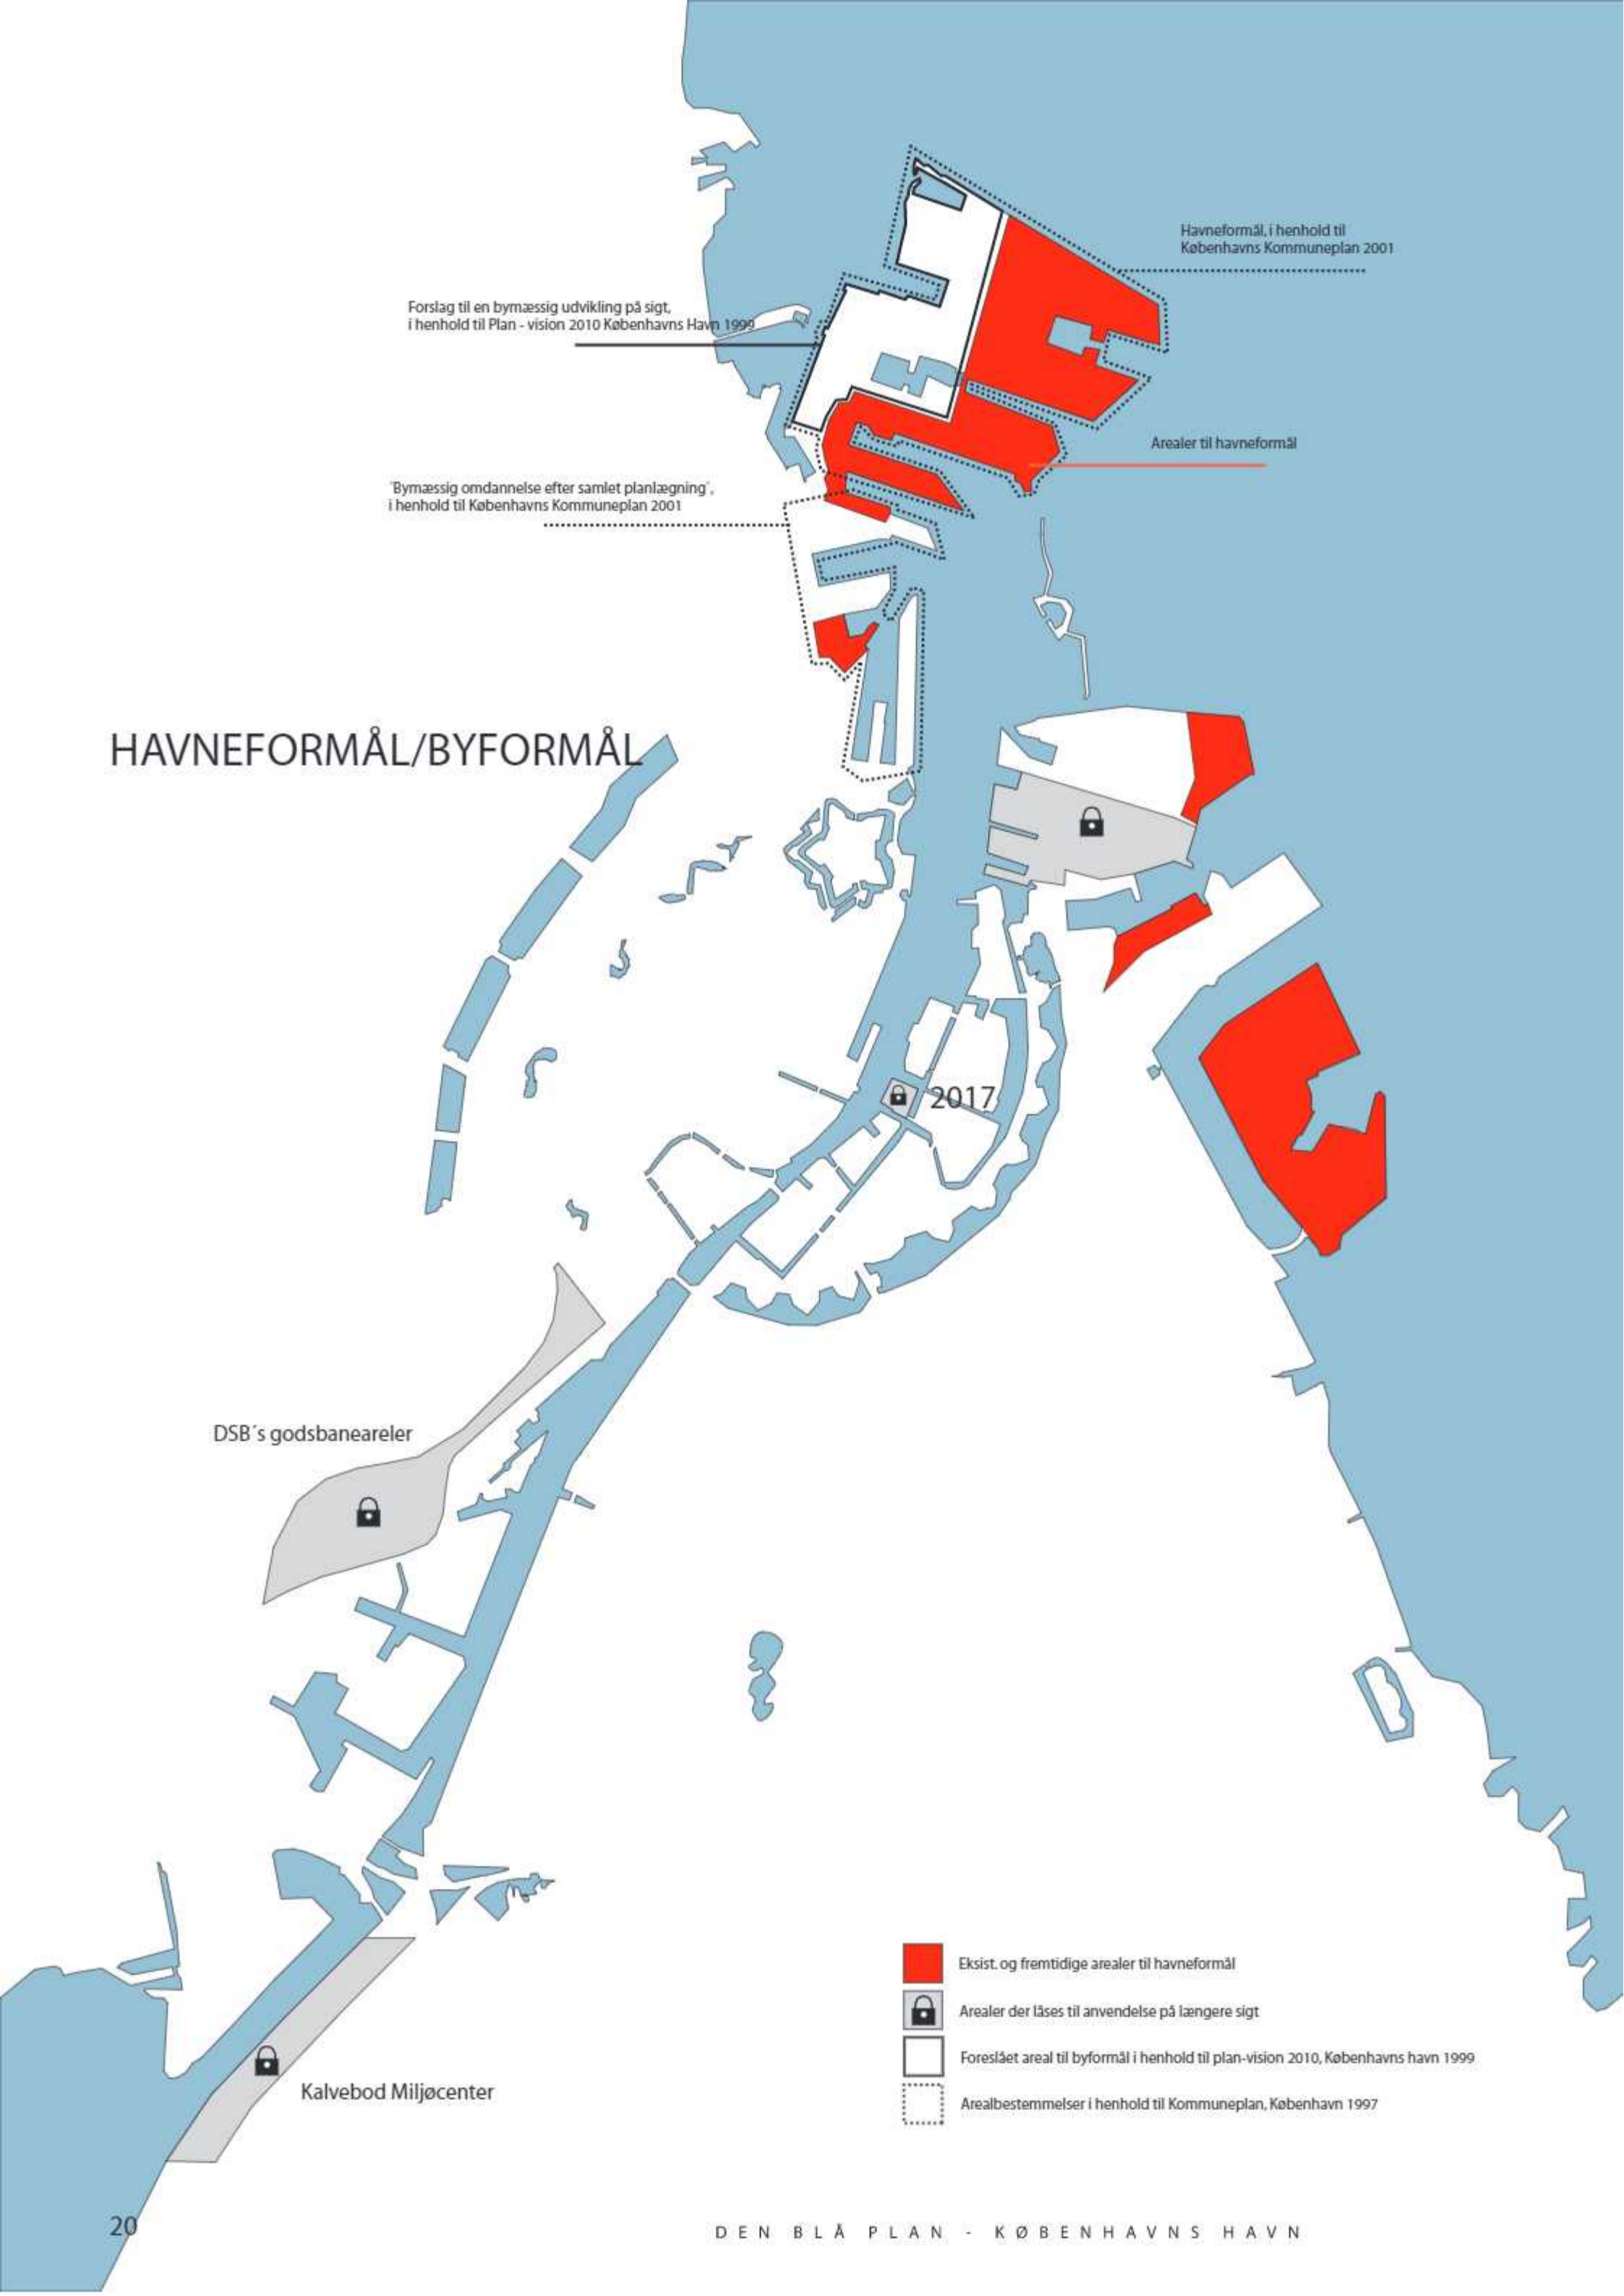 Havneformål, i henhold til
Københavns Kommuneplan 2001
Forslag til en bymæssig udvikling på sigt,
i henhold til Plan - vision 2010 Københavns Havn 1999
Arealer til havneformål
"Bymæssig omdannelse efter samlet planlægning",
i henhold til Københavns Kommuneplan 2001
HAVNEFORMÅL/BYFORMÅL
2017
DSB´s godsbaneareler
Eksist. og fremtidige arealer til havneformål
Arealer der låses til anvendelse på længere sigt
Foreslået areal til byformål i henhold til plan-vision 2010, Københavns havn 1999
Kalvebod Miljøcenter
Arealbestemmelser i henhold til Kommuneplan, København 1997
20
DEN BLÅ PLAN - KØBENHAVNS HAVN